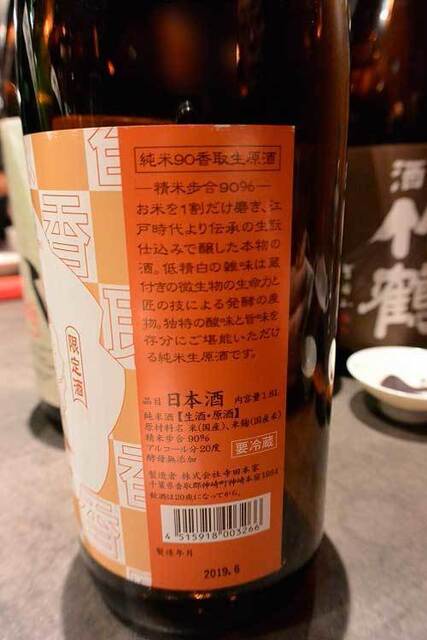 純米90香取生原酒
―精米歩合90%―
お米を1割だけ磨き、江
戸時代より伝承の生酛
仕込みで醸した本物の
酒。低精白の雑味は蔵
付きの微生物の生命力と
匠の技による発酵の産
物。独特の酸味と旨味を
存分にご堪能いただけ
る純米生原酒です。
品目 日本酒 内容量1.8L
純米酒【生酒・原酒】
原材料名 米(国産)、米麹(国産米)
精米歩合 90%
アルコール分20度
酵母無添加
要冷蔵
製造者 株式会社寺田本家
千葉県香取郡神崎町神崎本宿1964
飲酒は20歳になってから。
4 515918 003266
製造年月
2019.6
限定酒
香
香
酒
竹
鶴